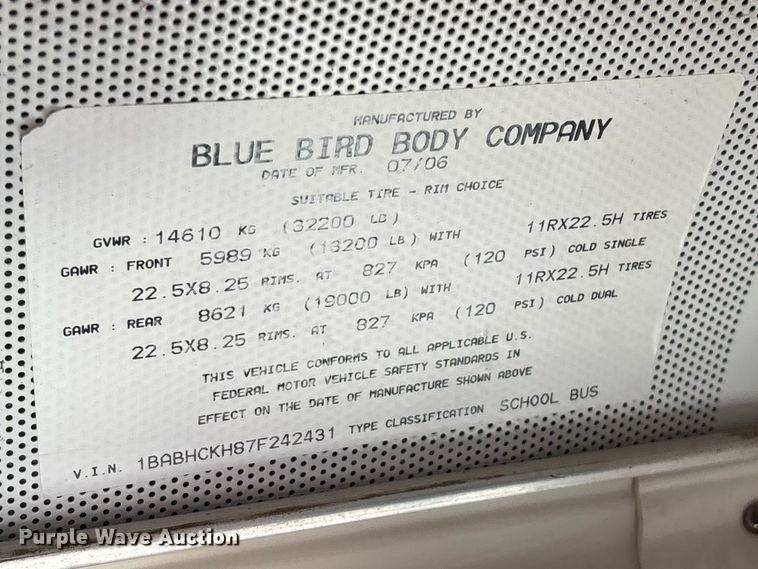 MANUFACTURED BY
BLUE BIRD BODY COMPANY
DATE OF MFR. 07/06
SUITABLE TIRE - RIM CHOICE
GVWR : 14610 KG (32200 LB)
GAWR : FRONT 5989 KG (13200 LB) WITH 11RX22.5H TIRES
22.5X8.25 RIMS. AT 827 KPA (120 PSI) COLD SINGLE
GAWR : REAR 8621 KG (19000 LB) WITH 11RX22.5H TIRES
22.5X8.25 RIMS. AT 827 KPA (120 PSI) COLD DUAL
THIS VEHICLE CONFORMS TO ALL APPLICABLE U.S.
FEDERAL MOTOR VEHICLE SAFETY STANDARDS IN
EFFECT ON THE DATE OF MANUFACTURE SHOWN ABOVE
V.I.N. 1BABHCKH87F242431 TYPE CLASSIFICATION SCHOOL BUS
Purple Wave Auction